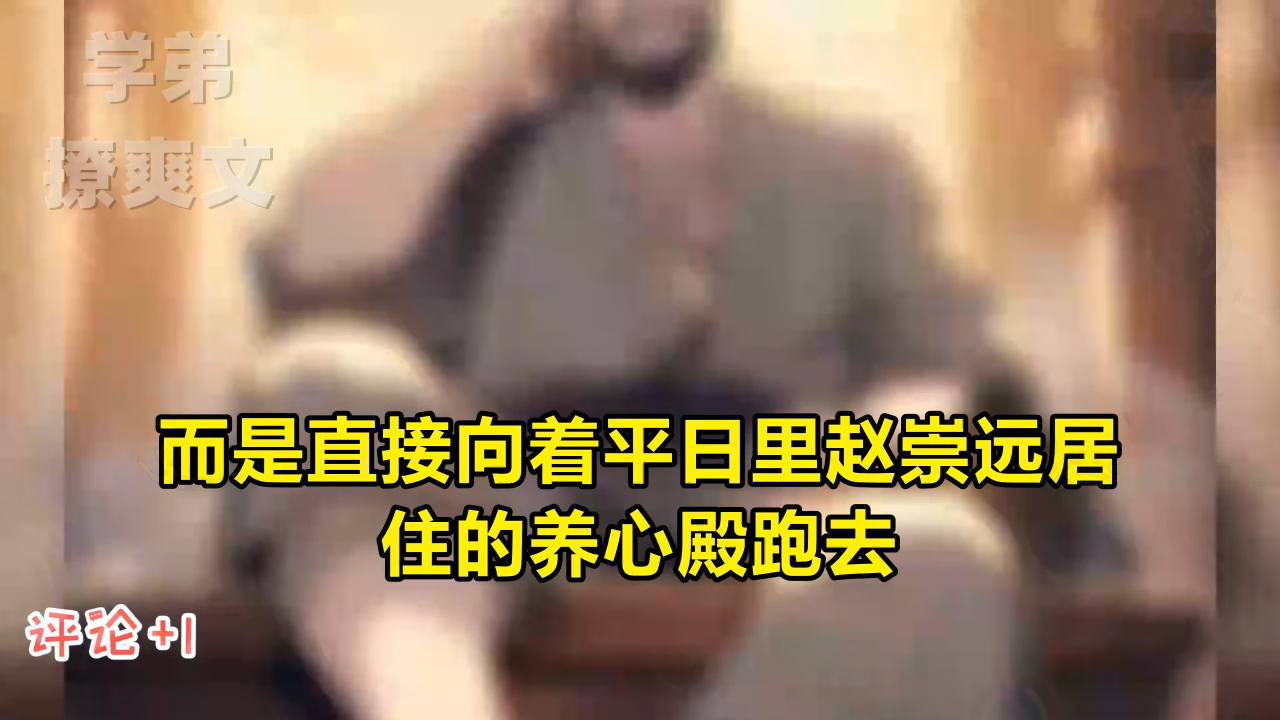 学弟
撩爽文
而是直接向着平日里赵崇远居
住的养心殿跑去
评论+1